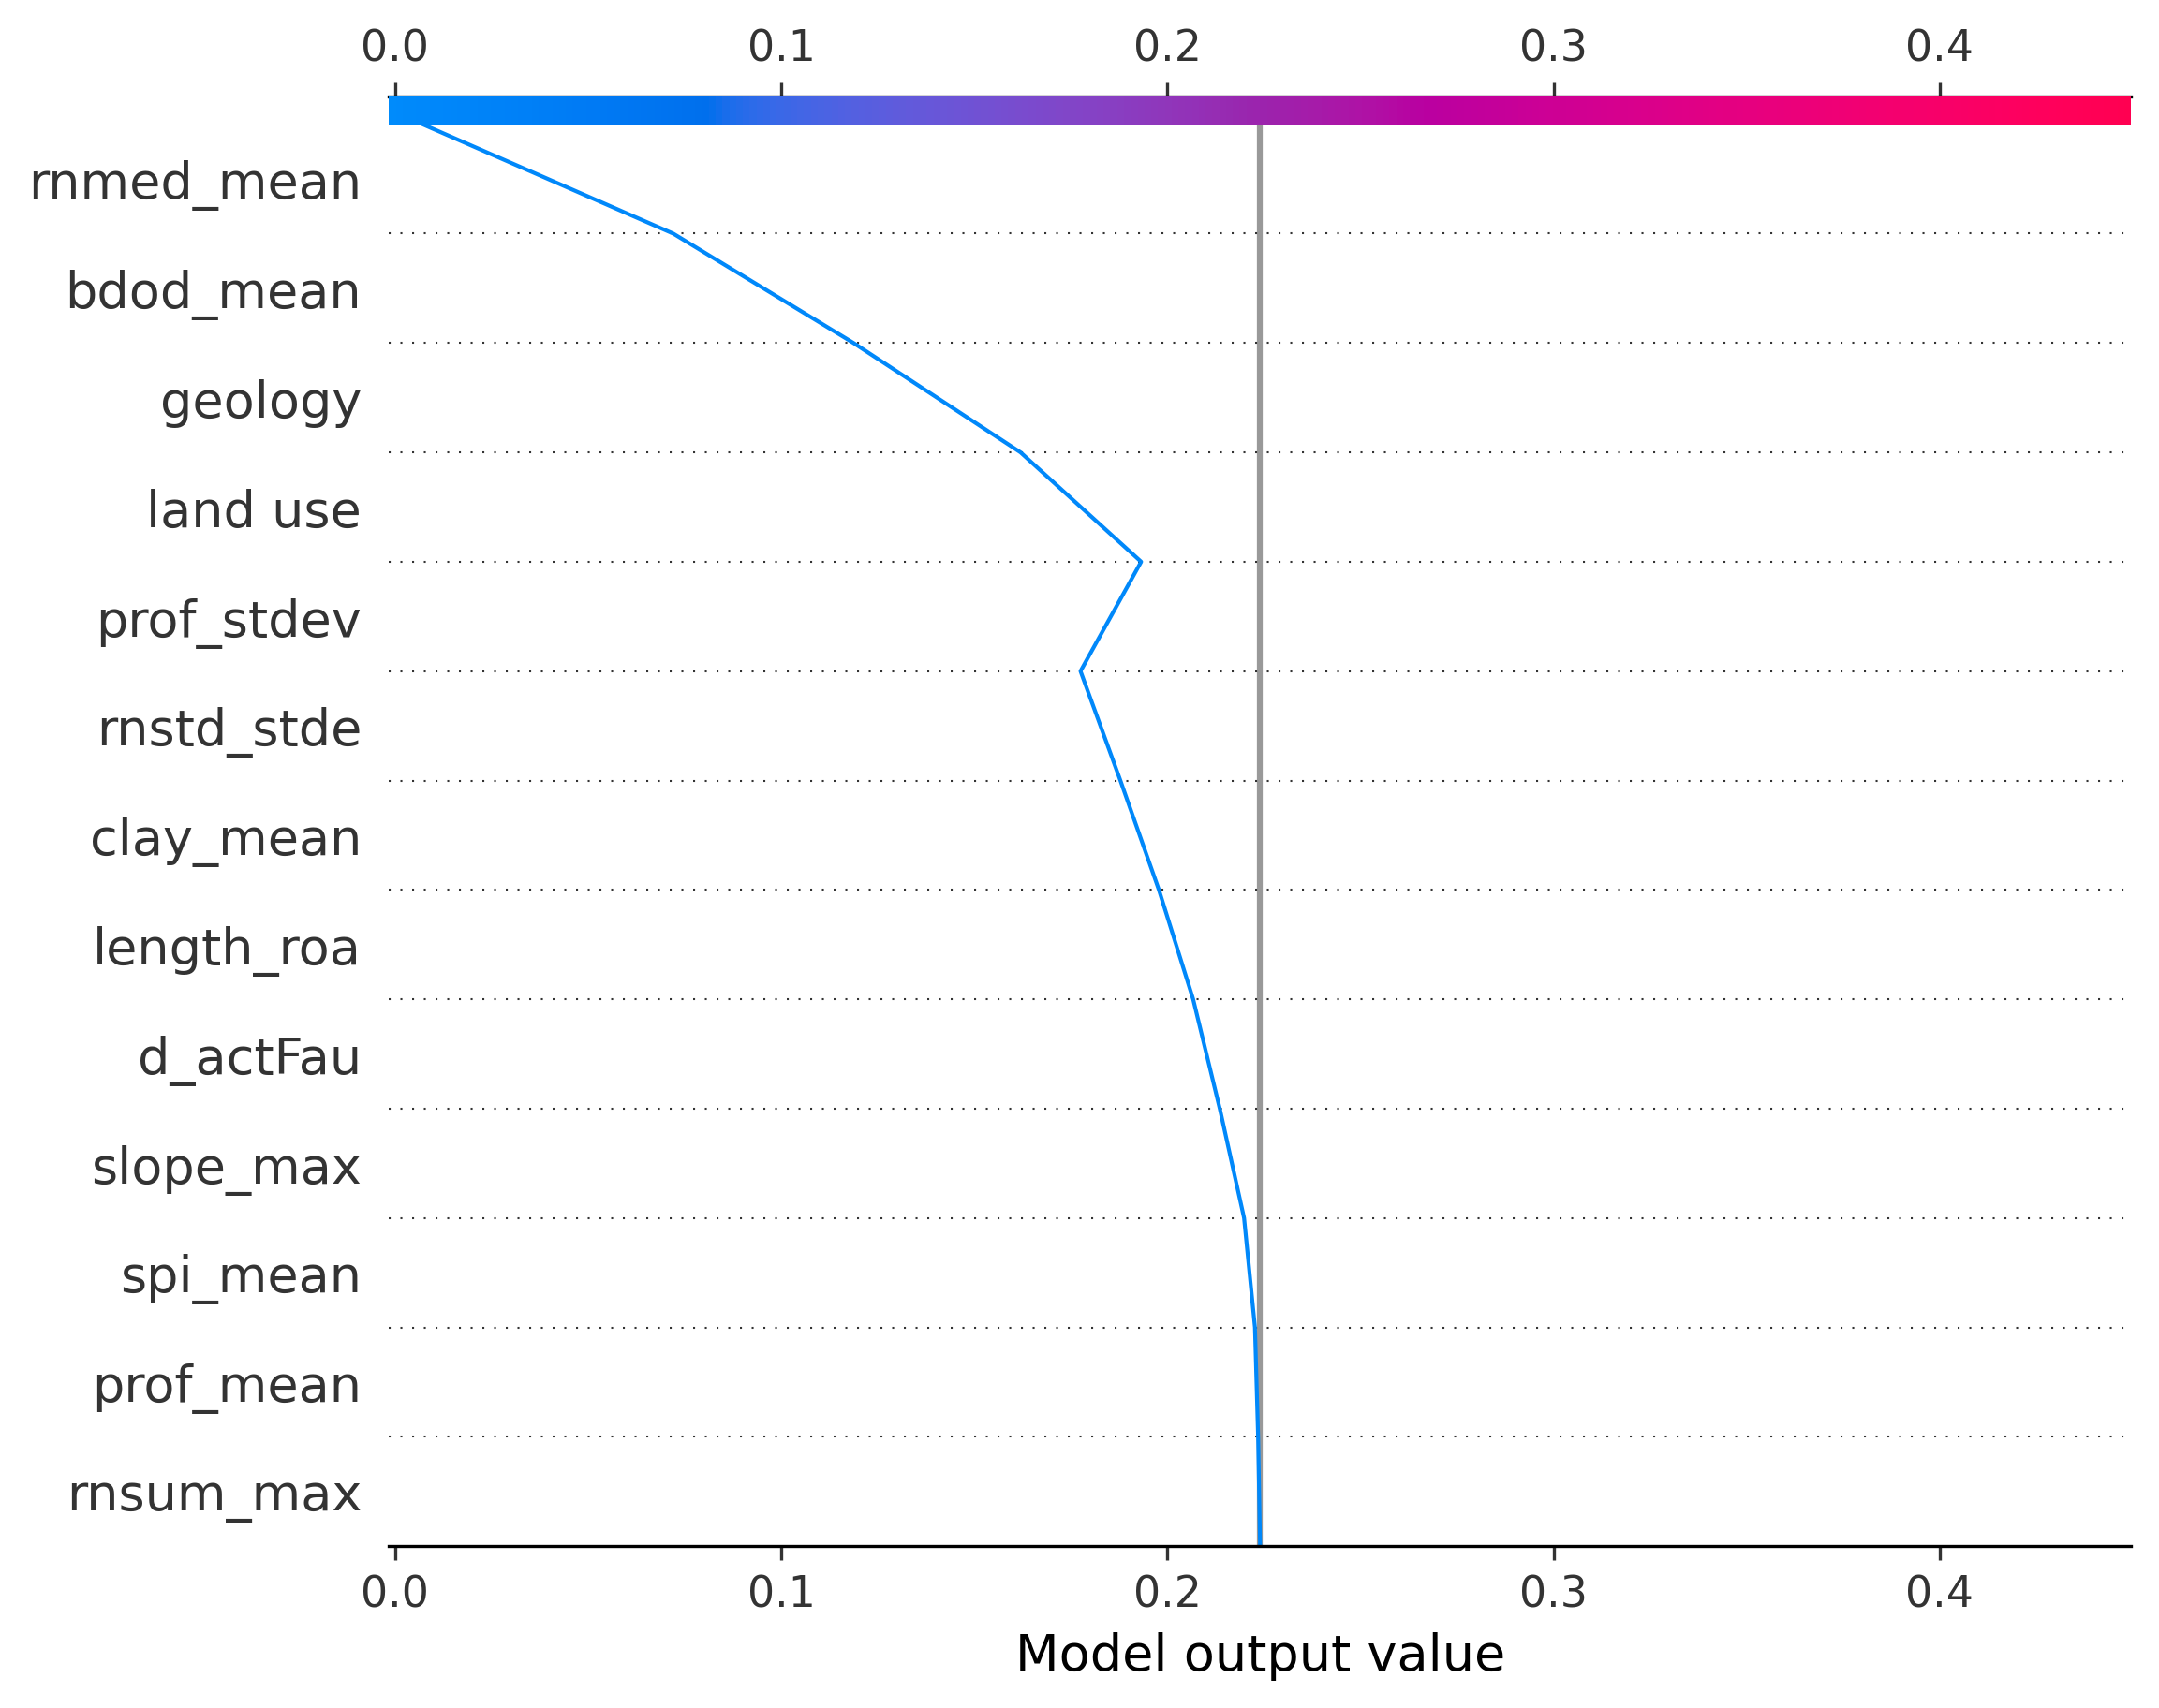 0.0 0.1 0.2 0.3 0.4
rnmed_mean
bdod_mean
geology
land use
prof_stdev
rnstd_stde
clay_mean
length_roa
d_actFau
slope_max
spi_mean
prof_mean
rnsum_max
0.0 0.1 0.2 0.3 0.4
Model output value